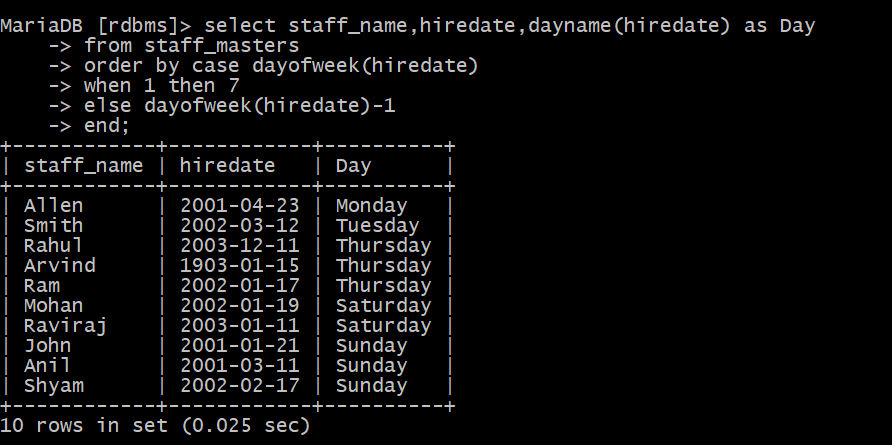 MariaDB [rdbms]> select staff_name,hiredate,dayname(hiredate) as Day
    -> from staff_masters
    -> order by case dayofweek(hiredate)
    -> when 1 then 7
    -> else dayofweek(hiredate)-1
    -> end;
+------------+------------+----------+
| staff_name | hiredate   | Day      |
+------------+------------+----------+
| Allen      | 2001-04-23 | Monday   |
| Smith      | 2002-03-12 | Tuesday  |
| Rahul      | 2003-12-11 | Thursday |
| Arvind     | 1903-01-15 | Thursday |
| Ram        | 2002-01-17 | Thursday |
| Mohan      | 2002-01-19 | Saturday |
| Raviraj    | 2003-01-11 | Saturday |
| John       | 2001-01-21 | Sunday   |
| Anil       | 2001-03-11 | Sunday   |
| Shyam      | 2002-02-17 | Sunday   |
+------------+------------+----------+
10 rows in set (0.025 sec)